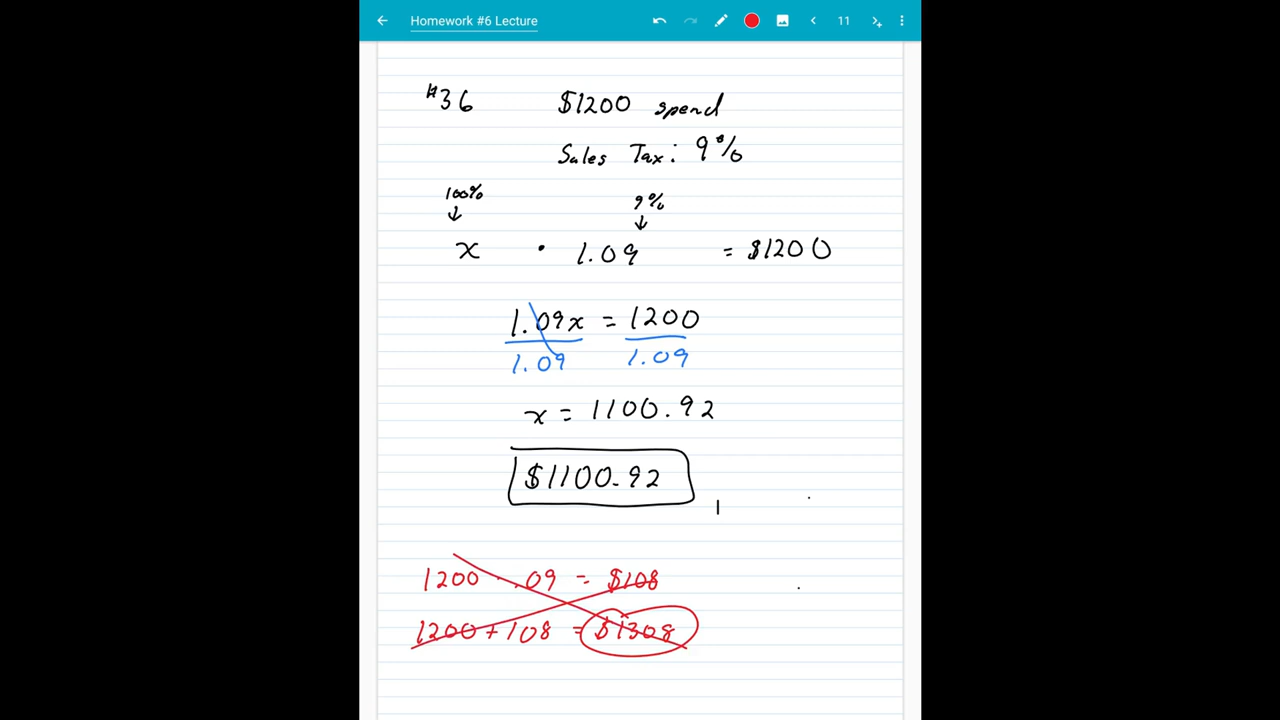 Homework #6 Lecture
11
#36 $1200 spend
Sales Tax: 9%
100% 9%
x · 1.09 = $1200
1.09x = 1200
1.09 1.09
x = 1100.92
$1100.92
1200 · .09 = $108
1200 + 108 = $1308